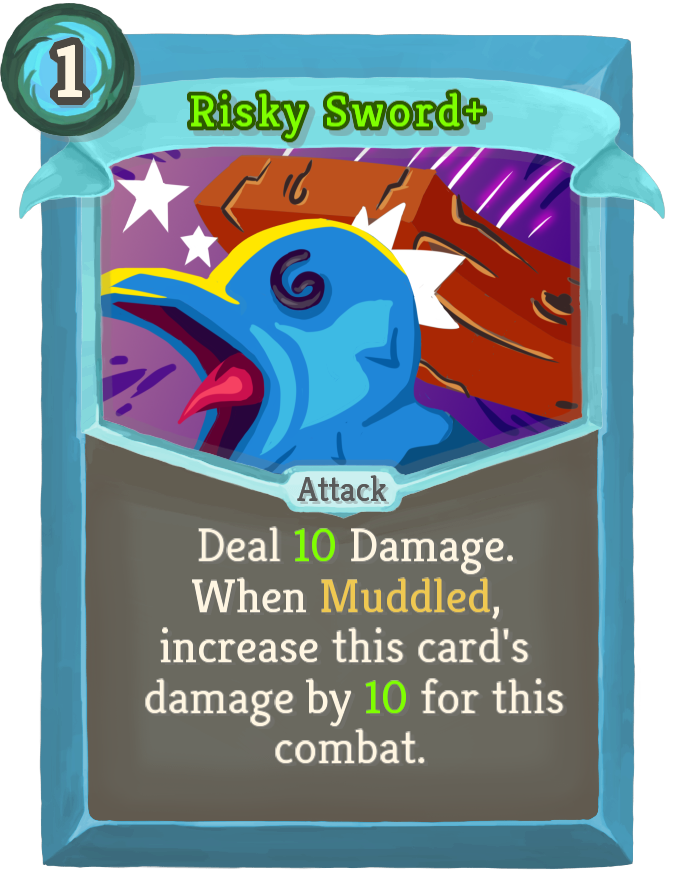 1
Risky Sword+
Attack
Deal 10 Damage.
When Muddled,
increase this card's
damage by 10 for this
combat.